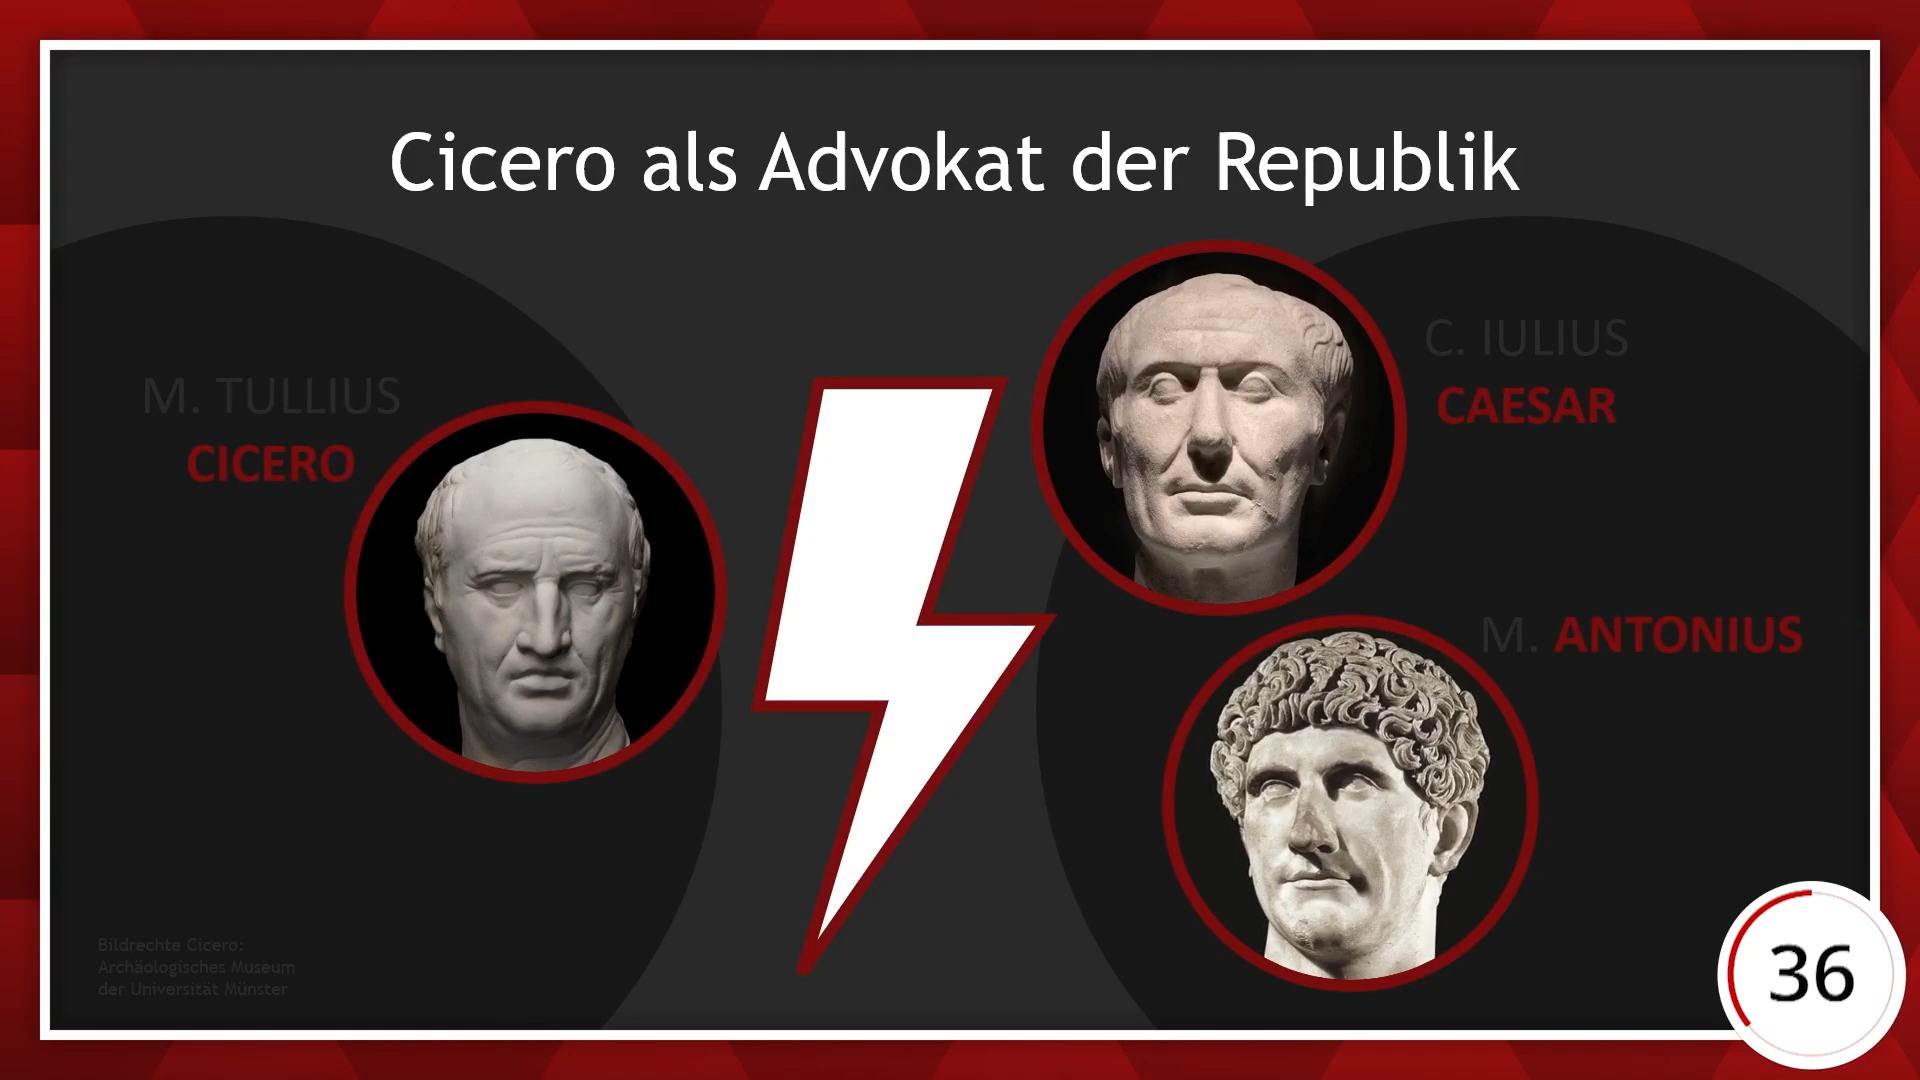 Cicero als Advokat der Republik
M. TULLIUS
CICERO
C. IULIUS
CAESAR
M. ANTONIUS
Bildrechte Cicero:
Archäologisches Museum
der Universität Münster
36